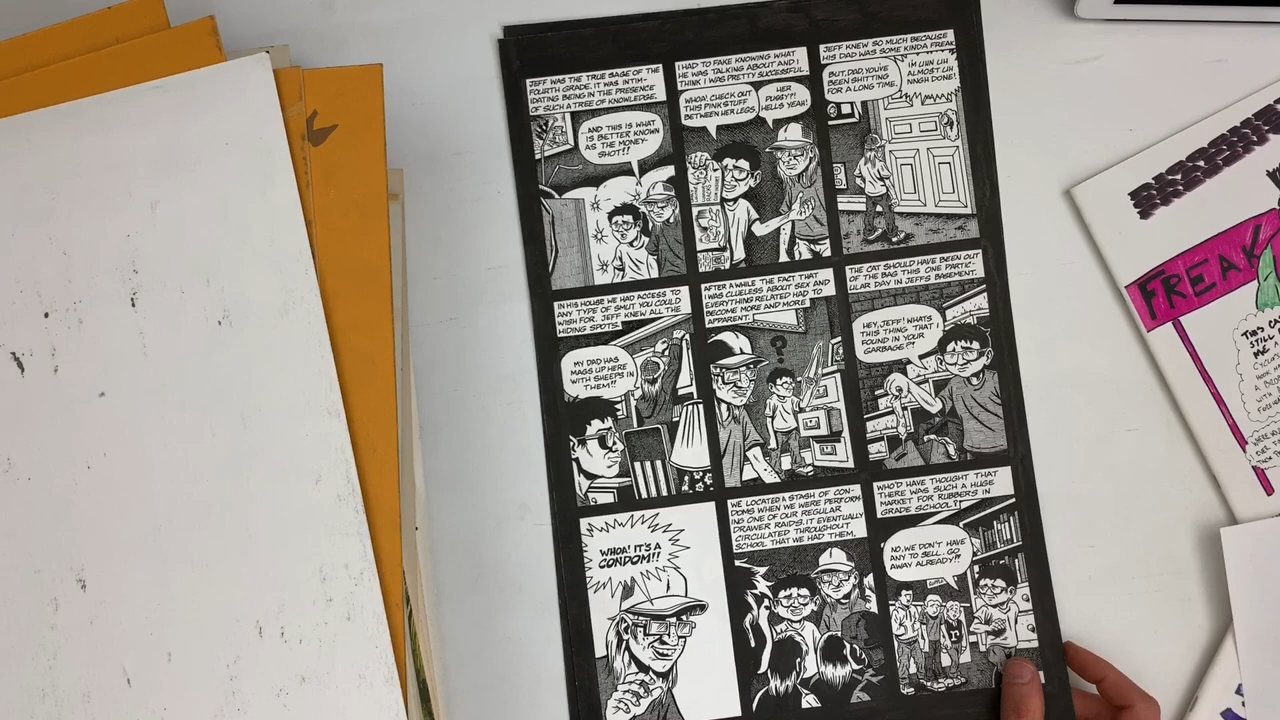 JEFF WAS THE TRUE SAGE OF THE
FOURTH GRADE. IT WAS INTIM-
IDATING BEING IN THE PRESENCE
OF SUCH A TREE OF KNOWLEDGE.
...AND THIS IS WHAT
IS BETTER KNOWN
AS THE MONEY-
SHOT!!
I HAD TO FAKE KNOWING WHAT
HE WAS TALKING ABOUT AND I
THINK I WAS PRETTY SUCCESSFUL.
WHOA! CHECK OUT
THIS PINK STUFF
BETWEEN HER LEGS.
HER
PUSSY?!
HELLS YEAH!
JEFF KNEW SO MUCH BECAUSE
HIS DAD WAS SOME KINDA FREAK.
BUT, DAD, YOU'VE
BEEN SHITTING
FOR A LONG TIME.
I'M UHN UH
ALMOST UH
NNGH DONE!
IN HIS HOUSE WE HAD ACCESS TO
ANY TYPE OF SMUT YOU COULD
WISH FOR. JEFF KNEW ALL THE
HIDING SPOTS.
MY DAD HAS
MAGS UP HERE
WITH SHEEPS IN
THEM!!
AFTER A WHILE THE FACT THAT
I WAS CLUELESS ABOUT SEX AND
EVERYTHING RELATED HAD TO
BECOME MORE AND MORE
APPARENT.
?
THE CAT SHOULD HAVE BEEN OUT
OF THE BAG THIS ONE PARTIC-
ULAR DAY IN JEFFS BASEMENT.
HEY, JEFF! WHATS
THIS THING THAT I
FOUND IN YOUR
GARBAGE?!
WHOA! IT'S A
CONDOM!!
WE LOCATED A STASH OF CON-
DOMS WHEN WE WERE PERFORM-
ING ONE OF OUR REGULAR
DRAWER RAIDS. IT EVENTUALLY
CIRCULATED THROUGHOUT
SCHOOL THAT WE HAD THEM.
WHO'D HAVE THOUGHT THAT
THERE WAS SUCH A HUGE
MARKET FOR RUBBERS IN
GRADE SCHOOL?
NO, WE DON'T HAVE
ANY TO SELL. GO
AWAY ALREADY!!
FREAK
THIS
STILL
ME